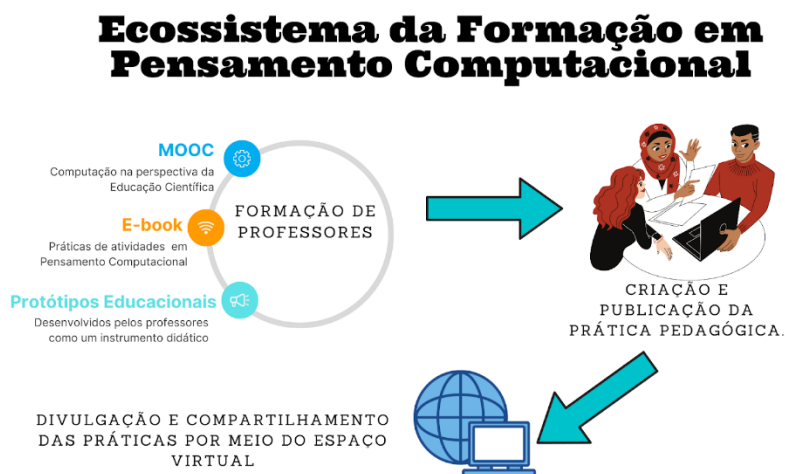 Ecossistema da Formação em
Pensamento Computacional
MOOC
Computação na perspectiva da
Educação Científica
E-book
Práticas de atividades em
Pensamento Computacional
Protótipos Educacionais
Desenvolvidos pelos professores
como um instrumento didático
FORMAÇÃO DE
PROFESSORES
CRIAÇÃO E
PUBLICAÇÃO DA
PRÁTICA PEDAGÓGICA.
DIVULGAÇÃO E COMPARTILHAMENTO
DAS PRÁTICAS POR MEIO DO ESPAÇO
VIRTUAL